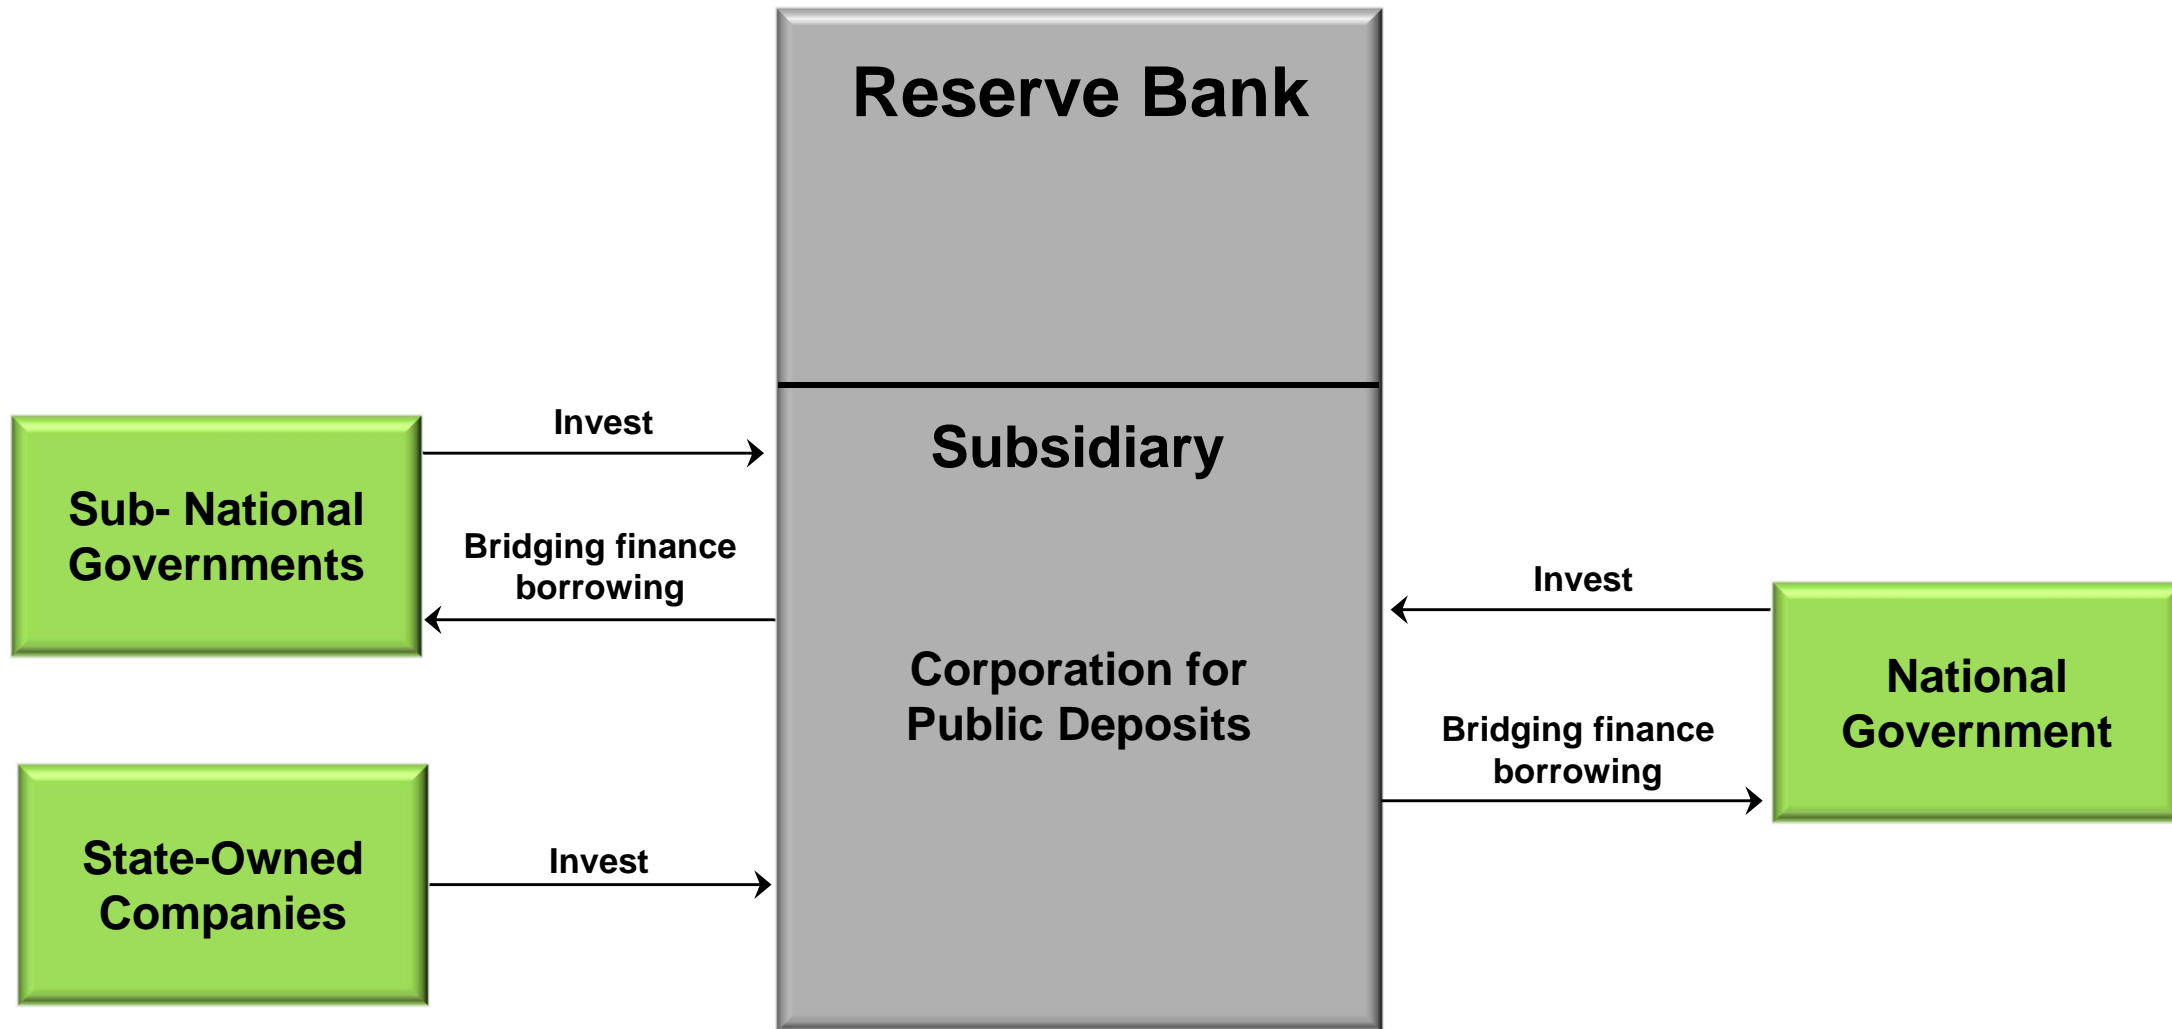 Reserve Bank
Subsidiary
Corporation for
Public Deposits
Sub- National
Governments
Invest
Bridging finance
borrowing
State-Owned
Companies
Invest
Invest
Bridging finance
borrowing
National
Government